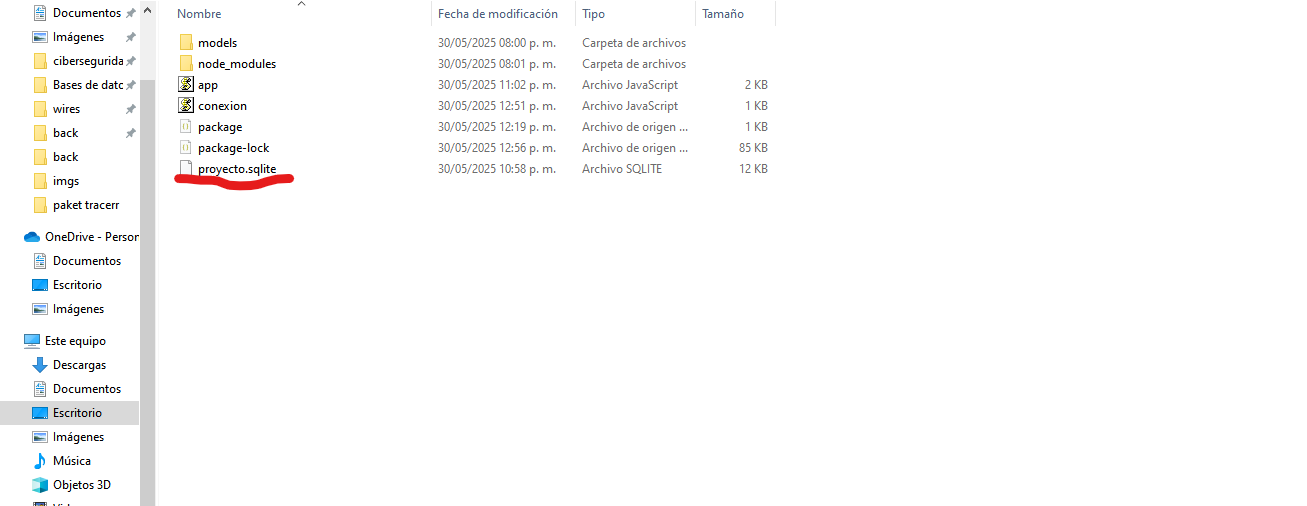 Documentos
Imágenes
cibersegurida
Bases de datc
wires
back
back
imgs
paket tracerr
OneDrive - Person
Documentos
Escritorio
Imágenes
Este equipo
Descargas
Documentos
Escritorio
Imágenes
Música
Objetos 3D
Nombre Fecha de modificación Tipo Tamaño
models 30/05/2025 08:00 p. m. Carpeta de archivos
node_modules 30/05/2025 08:01 p. m. Carpeta de archivos
app 30/05/2025 11:02 p. m. Archivo JavaScript 2 KB
conexion 30/05/2025 12:51 p. m. Archivo JavaScript 1 KB
package 30/05/2025 12:19 p. m. Archivo de origen ... 1 KB
package-lock 30/05/2025 12:56 p. m. Archivo de origen ... 85 KB
proyecto.sqlite 30/05/2025 10:58 p. m. Archivo SQLITE 12 KB